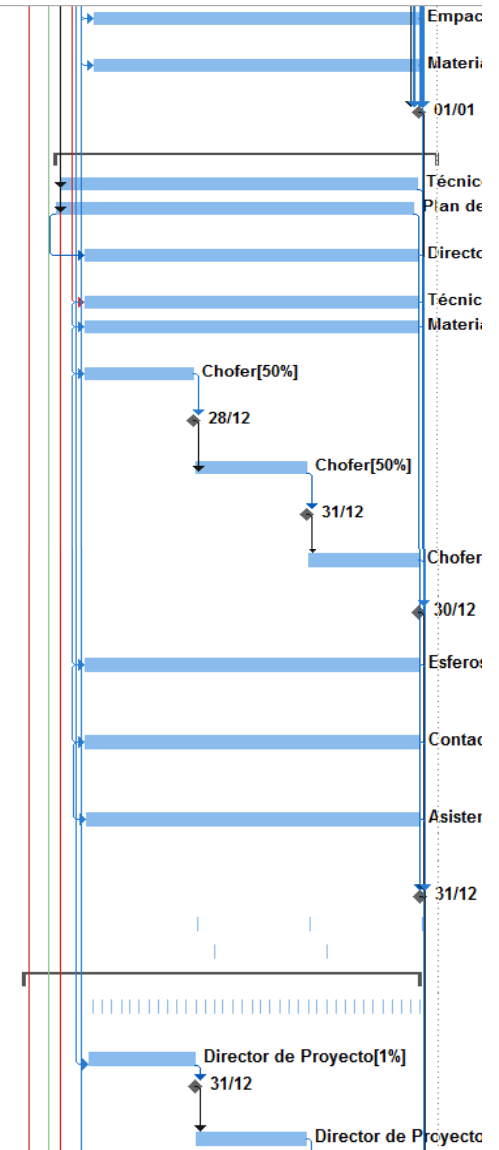 Empac
Materia
01/01
Técnico
Plan de
Directo
Técnic
Materia
Chofer[50%]
28/12
Chofer[50%]
31/12
Chofer
30/12
Esferos
Contac
Asisten
31/12
Director de Proyecto[1%]
31/12
Director de Proyecto